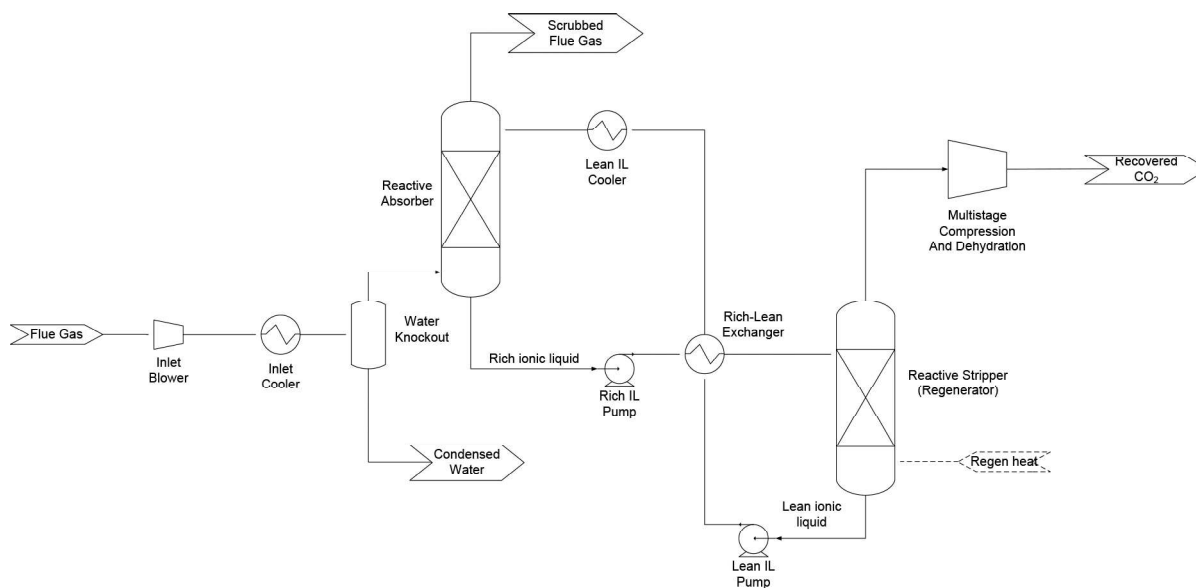 Scrubbed
Flue Gas
Lean IL
Cooler
Reactive
Absorber
Recovered
CO₂
Multistage
Compression
And Dehydration
Flue Gas
Inlet
Blower
Inlet
Cooler
Water
Knockout
Rich ionic liquid
Rich IL
Pump
Rich-Lean
Exchanger
Reactive Stripper
(Regenerator)
Condensed
Water
Regen heat
Lean ionic
liquid
Lean IL
Pump